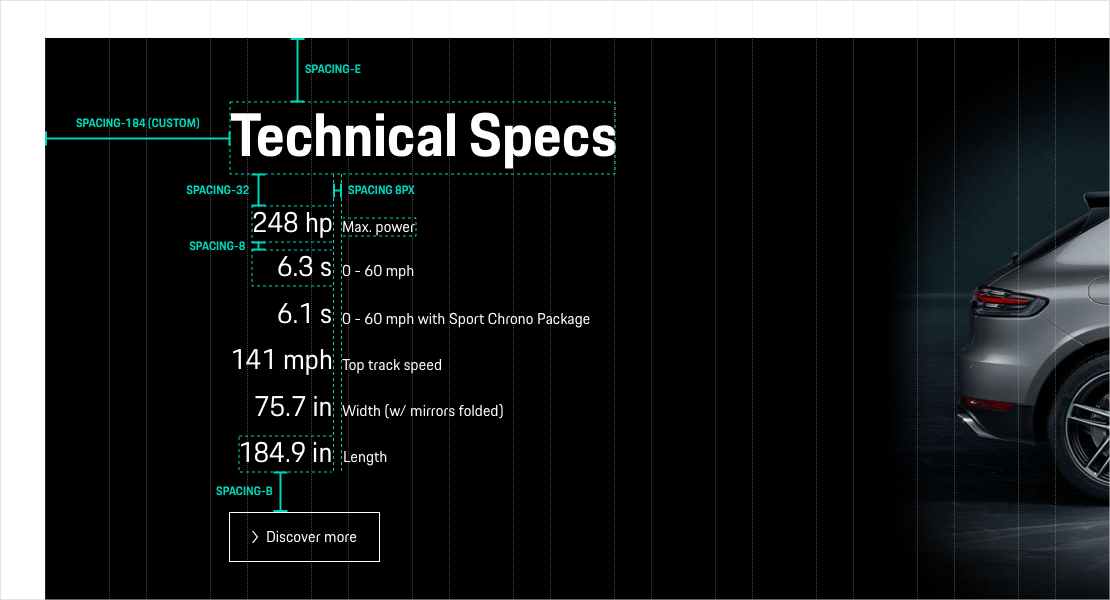 SPACING-E
SPACING-184 (CUSTOM)
Technical Specs
SPACING-32
SPACING 8PX
248 hp Max. power
SPACING-8
6.3 s 0 - 60 mph
6.1 s 0 - 60 mph with Sport Chrono Package
141 mph Top track speed
75.7 in Width (w/ mirrors folded)
184.9 in Length
SPACING-B
Discover more